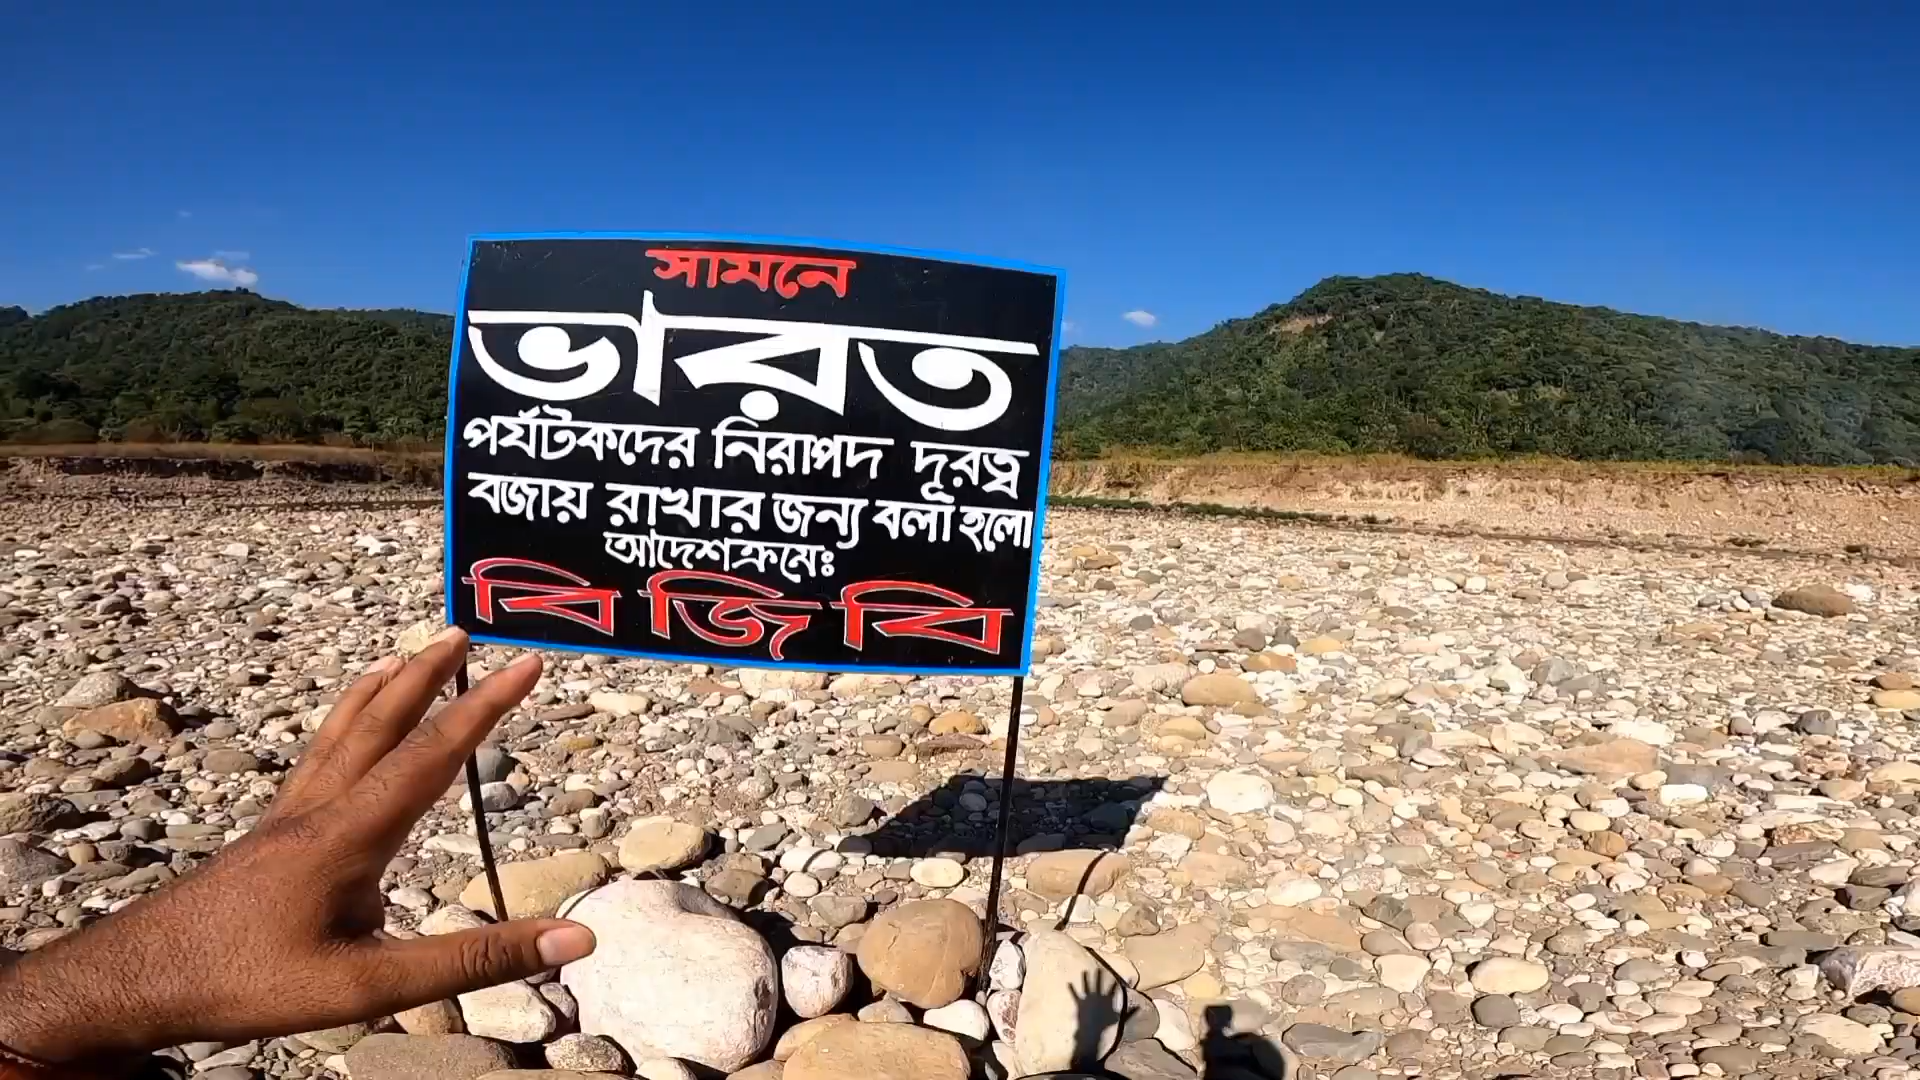 সামনে
ভারত
পর্যটকদের নিরাপদ দূরত্ব
বজায় রাখার জন্য বলা হলো
আদেশক্রমেঃ
বিজিবি